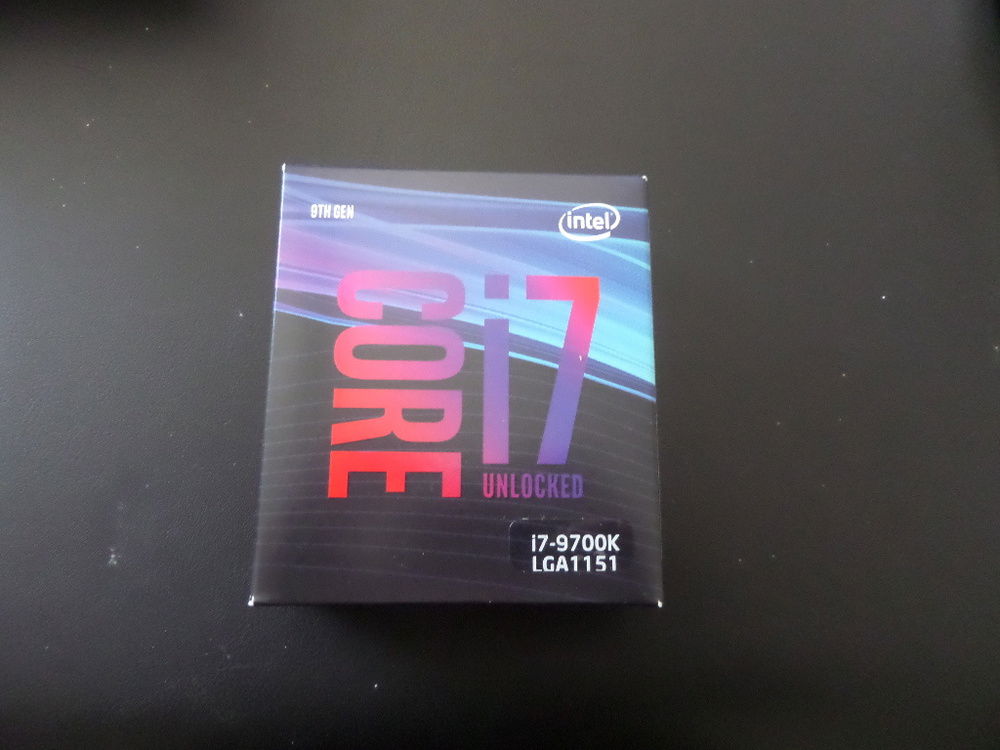 9TH GEN
intel
CORE
i7
UNLOCKED
i7-9700K
LGA1151